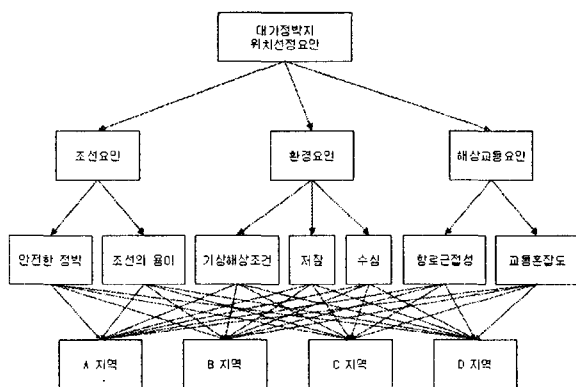 대기정박지
위치선정요인
조선요인
환경요인
해상교통요인
안전한 정박
조선의 용이
기상해상조건
저질
수심
항로근접성
교통혼잡도
A 지역
B 지역
C 지역
D 지역